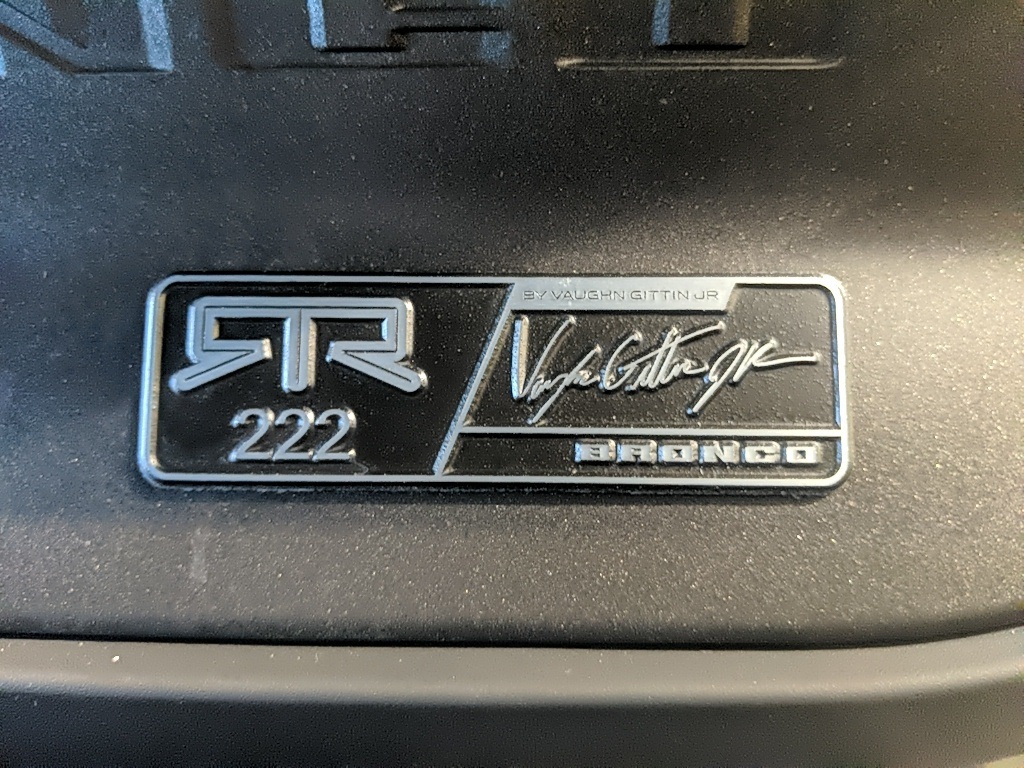 RTR
222
BY VAUGHN GITTIN JR
Vaughn Gittin JR
BRONCO